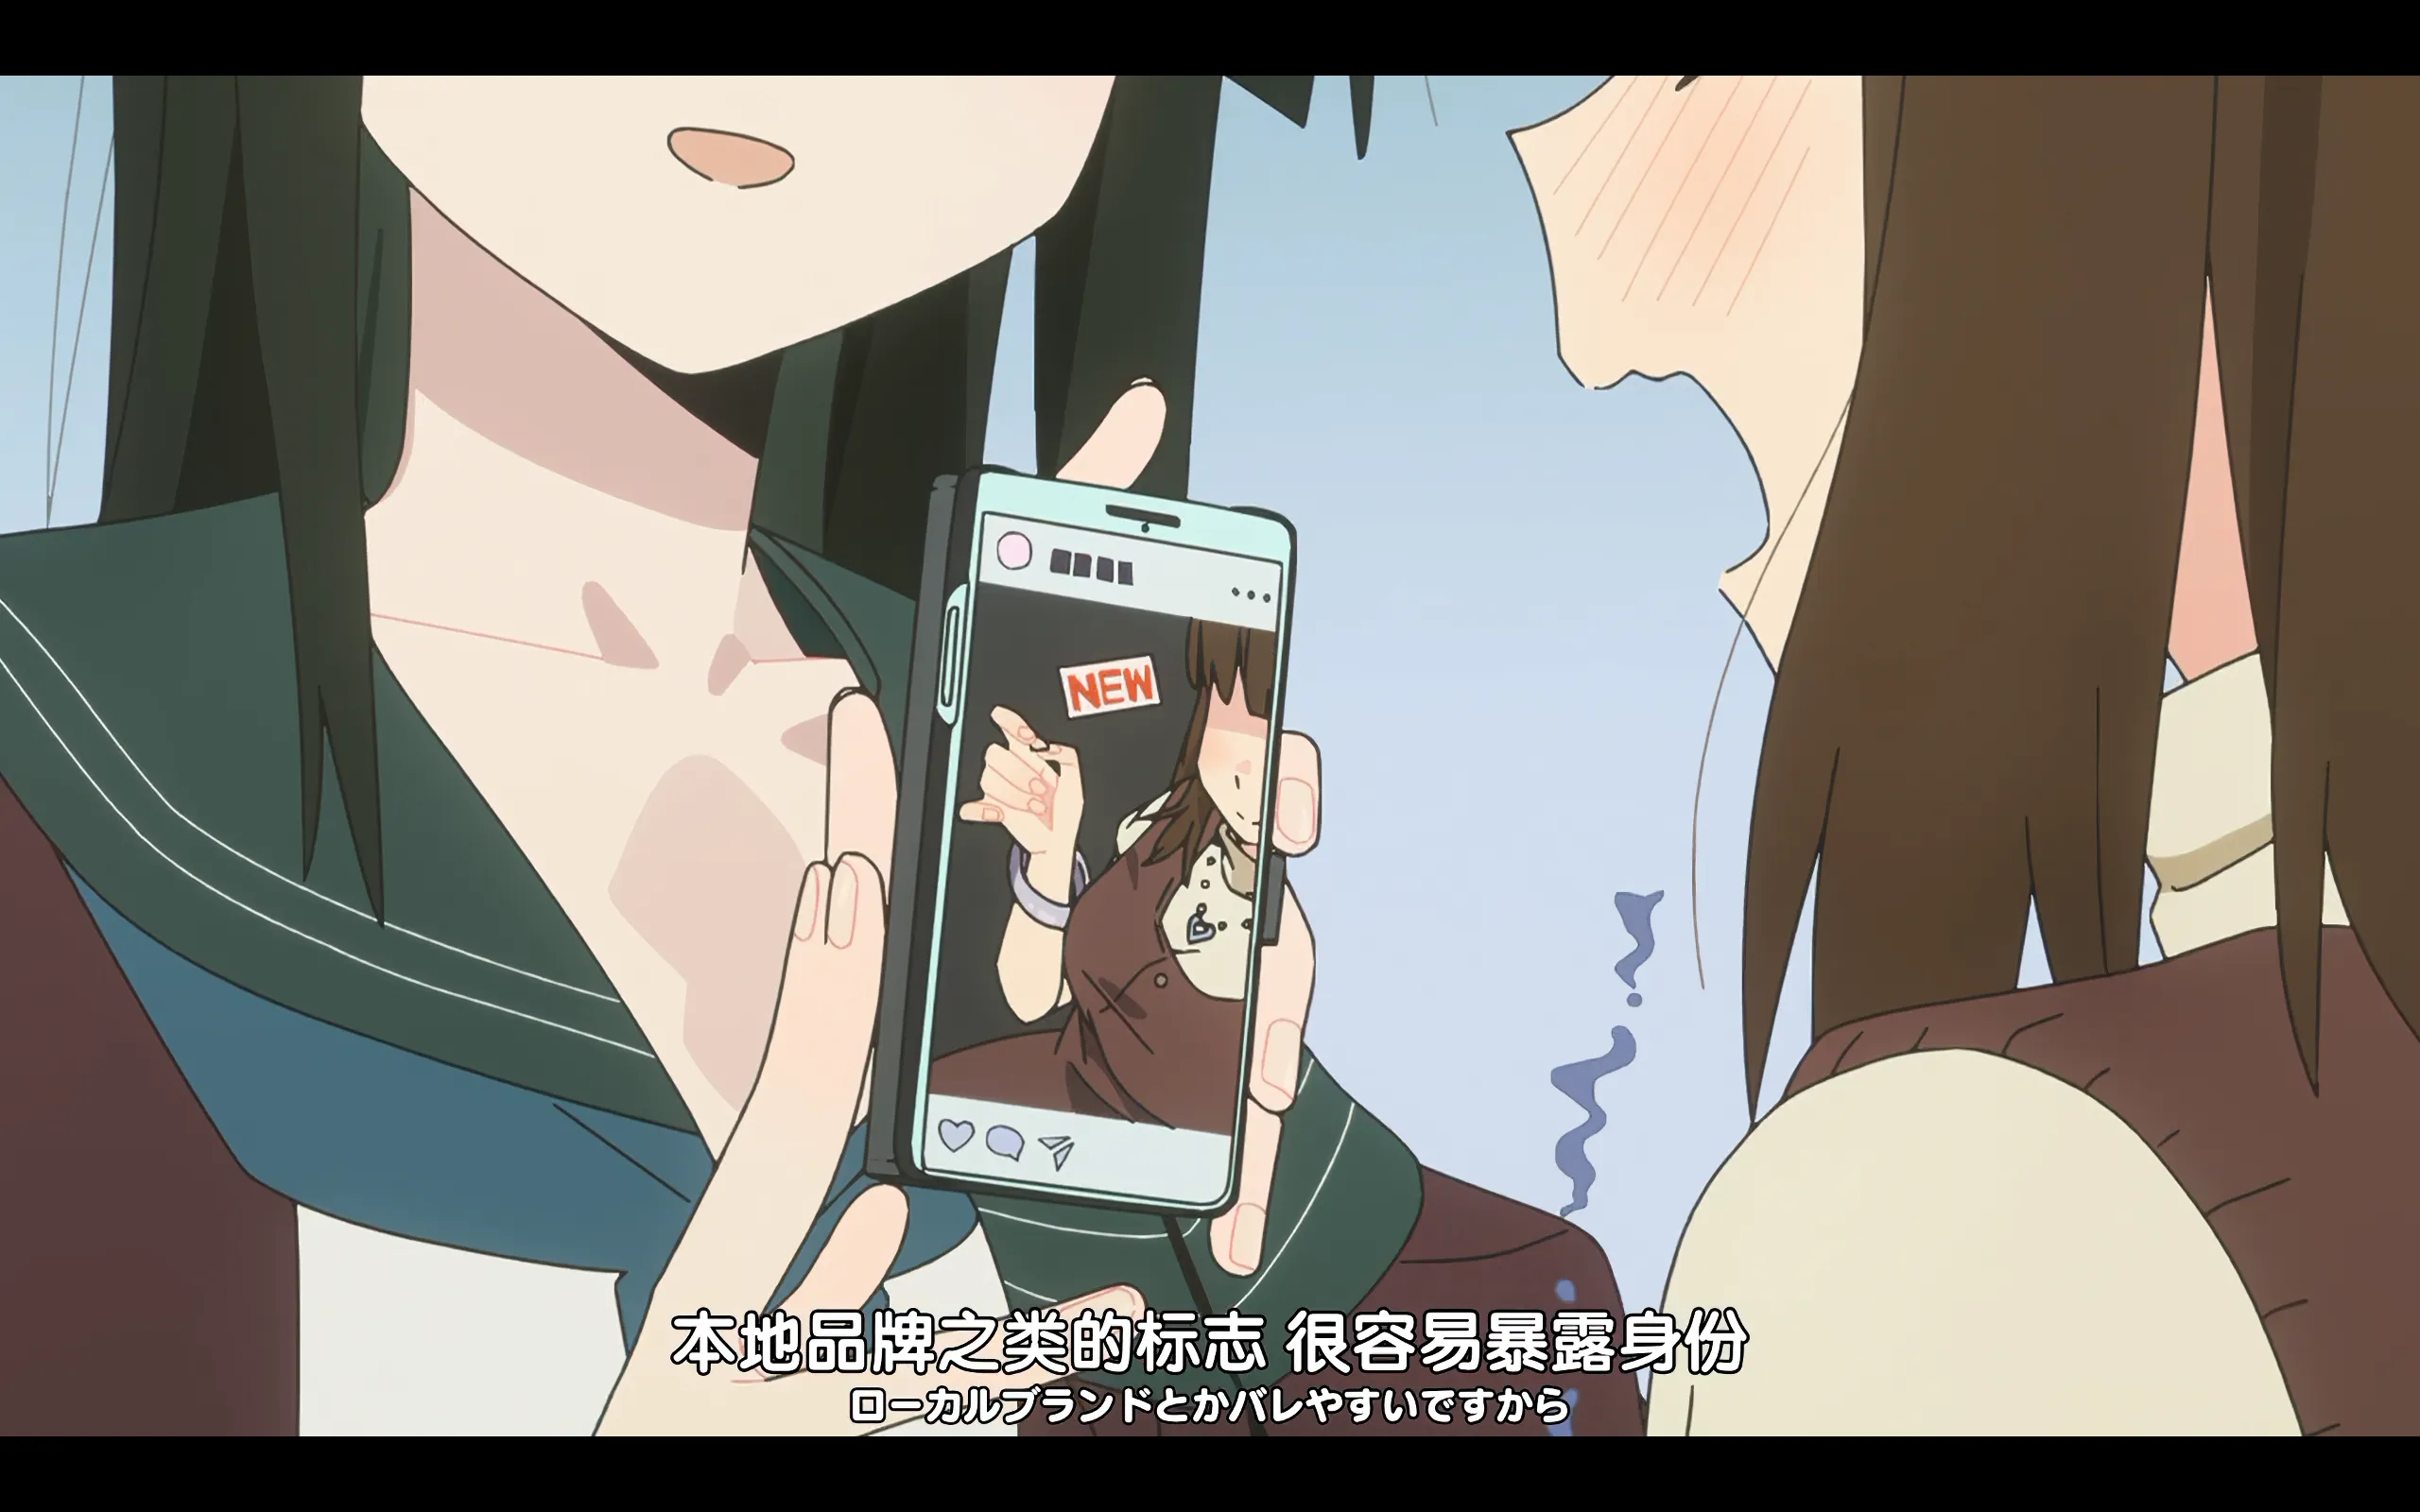 NEW
本地品牌之类的标志 很容易暴露身份
ローカルブランドとかバレやすいですから